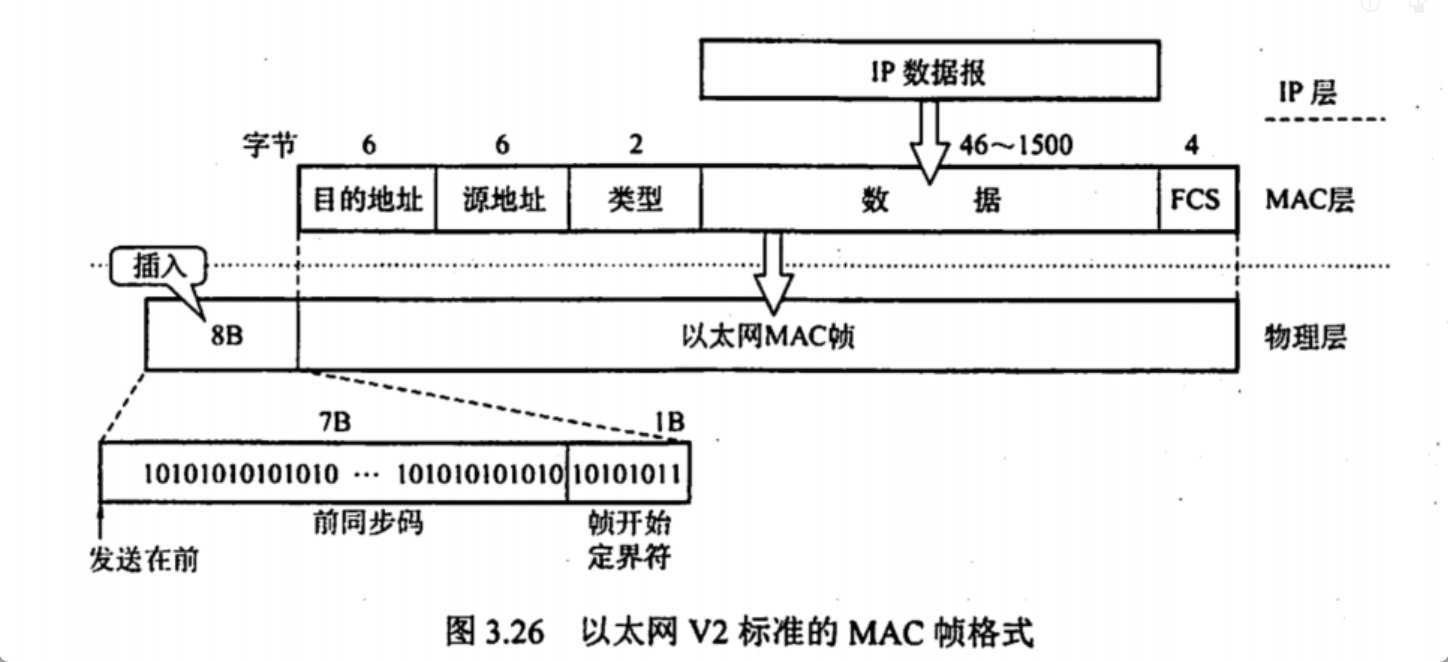 IP 数据报
IP 层
字节 6 6 2 46～1500 4
目的地址 源地址 类型 数 据 FCS MAC层
插入
8B 以太网MAC帧 物理层
7B 1B
10101010101010 … 101010101010 10101011
前同步码 帧开始
定界符
发送在前
图 3.26 以太网 V2 标准的 MAC 帧格式